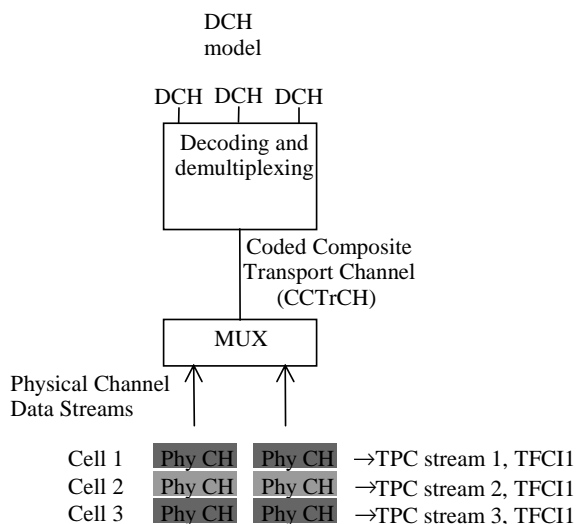 DCH
model
DCH DCH DCH
Decoding and
demultiplexing
Coded Composite
Transport Channel
(CCTrCH)
MUX
Physical Channel
Data Streams
Cell 1 Phy CH Phy CH →TPC stream 1, TFCI1
Cell 2 Phy CH Phy CH →TPC stream 2, TFCI1
Cell 3 Phy CH Phy CH →TPC stream 3, TFCI1